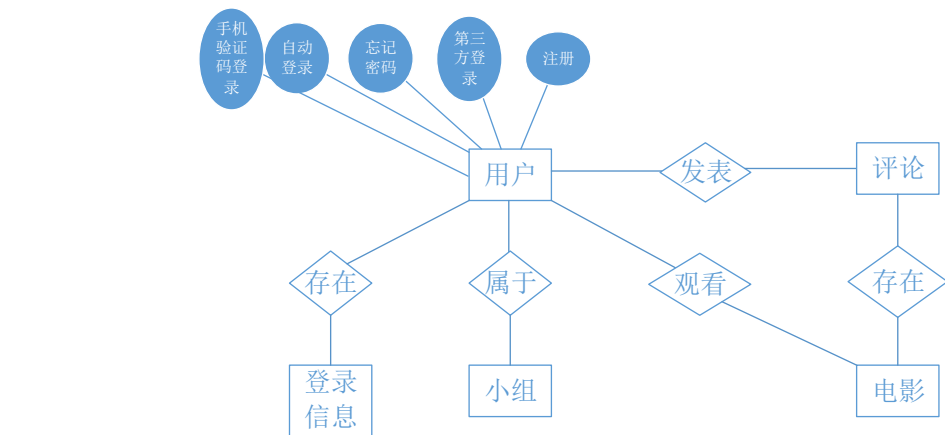 手机
验证
码登
录
自动
登录
忘记
密码
第三
方登
录
注册
用户
发表
评论
存在
属于
观看
存在
登录
信息
小组
电影